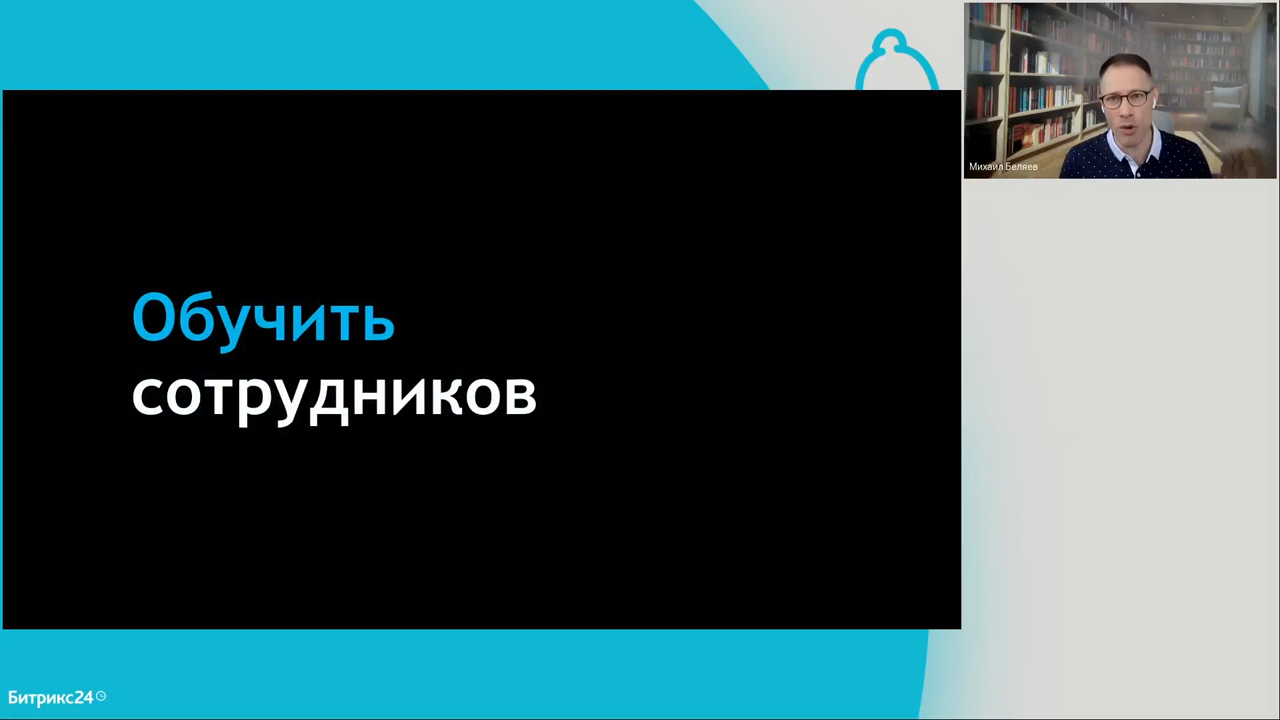 Обучить
сотрудников
Михаил Беляев
Битрикс24